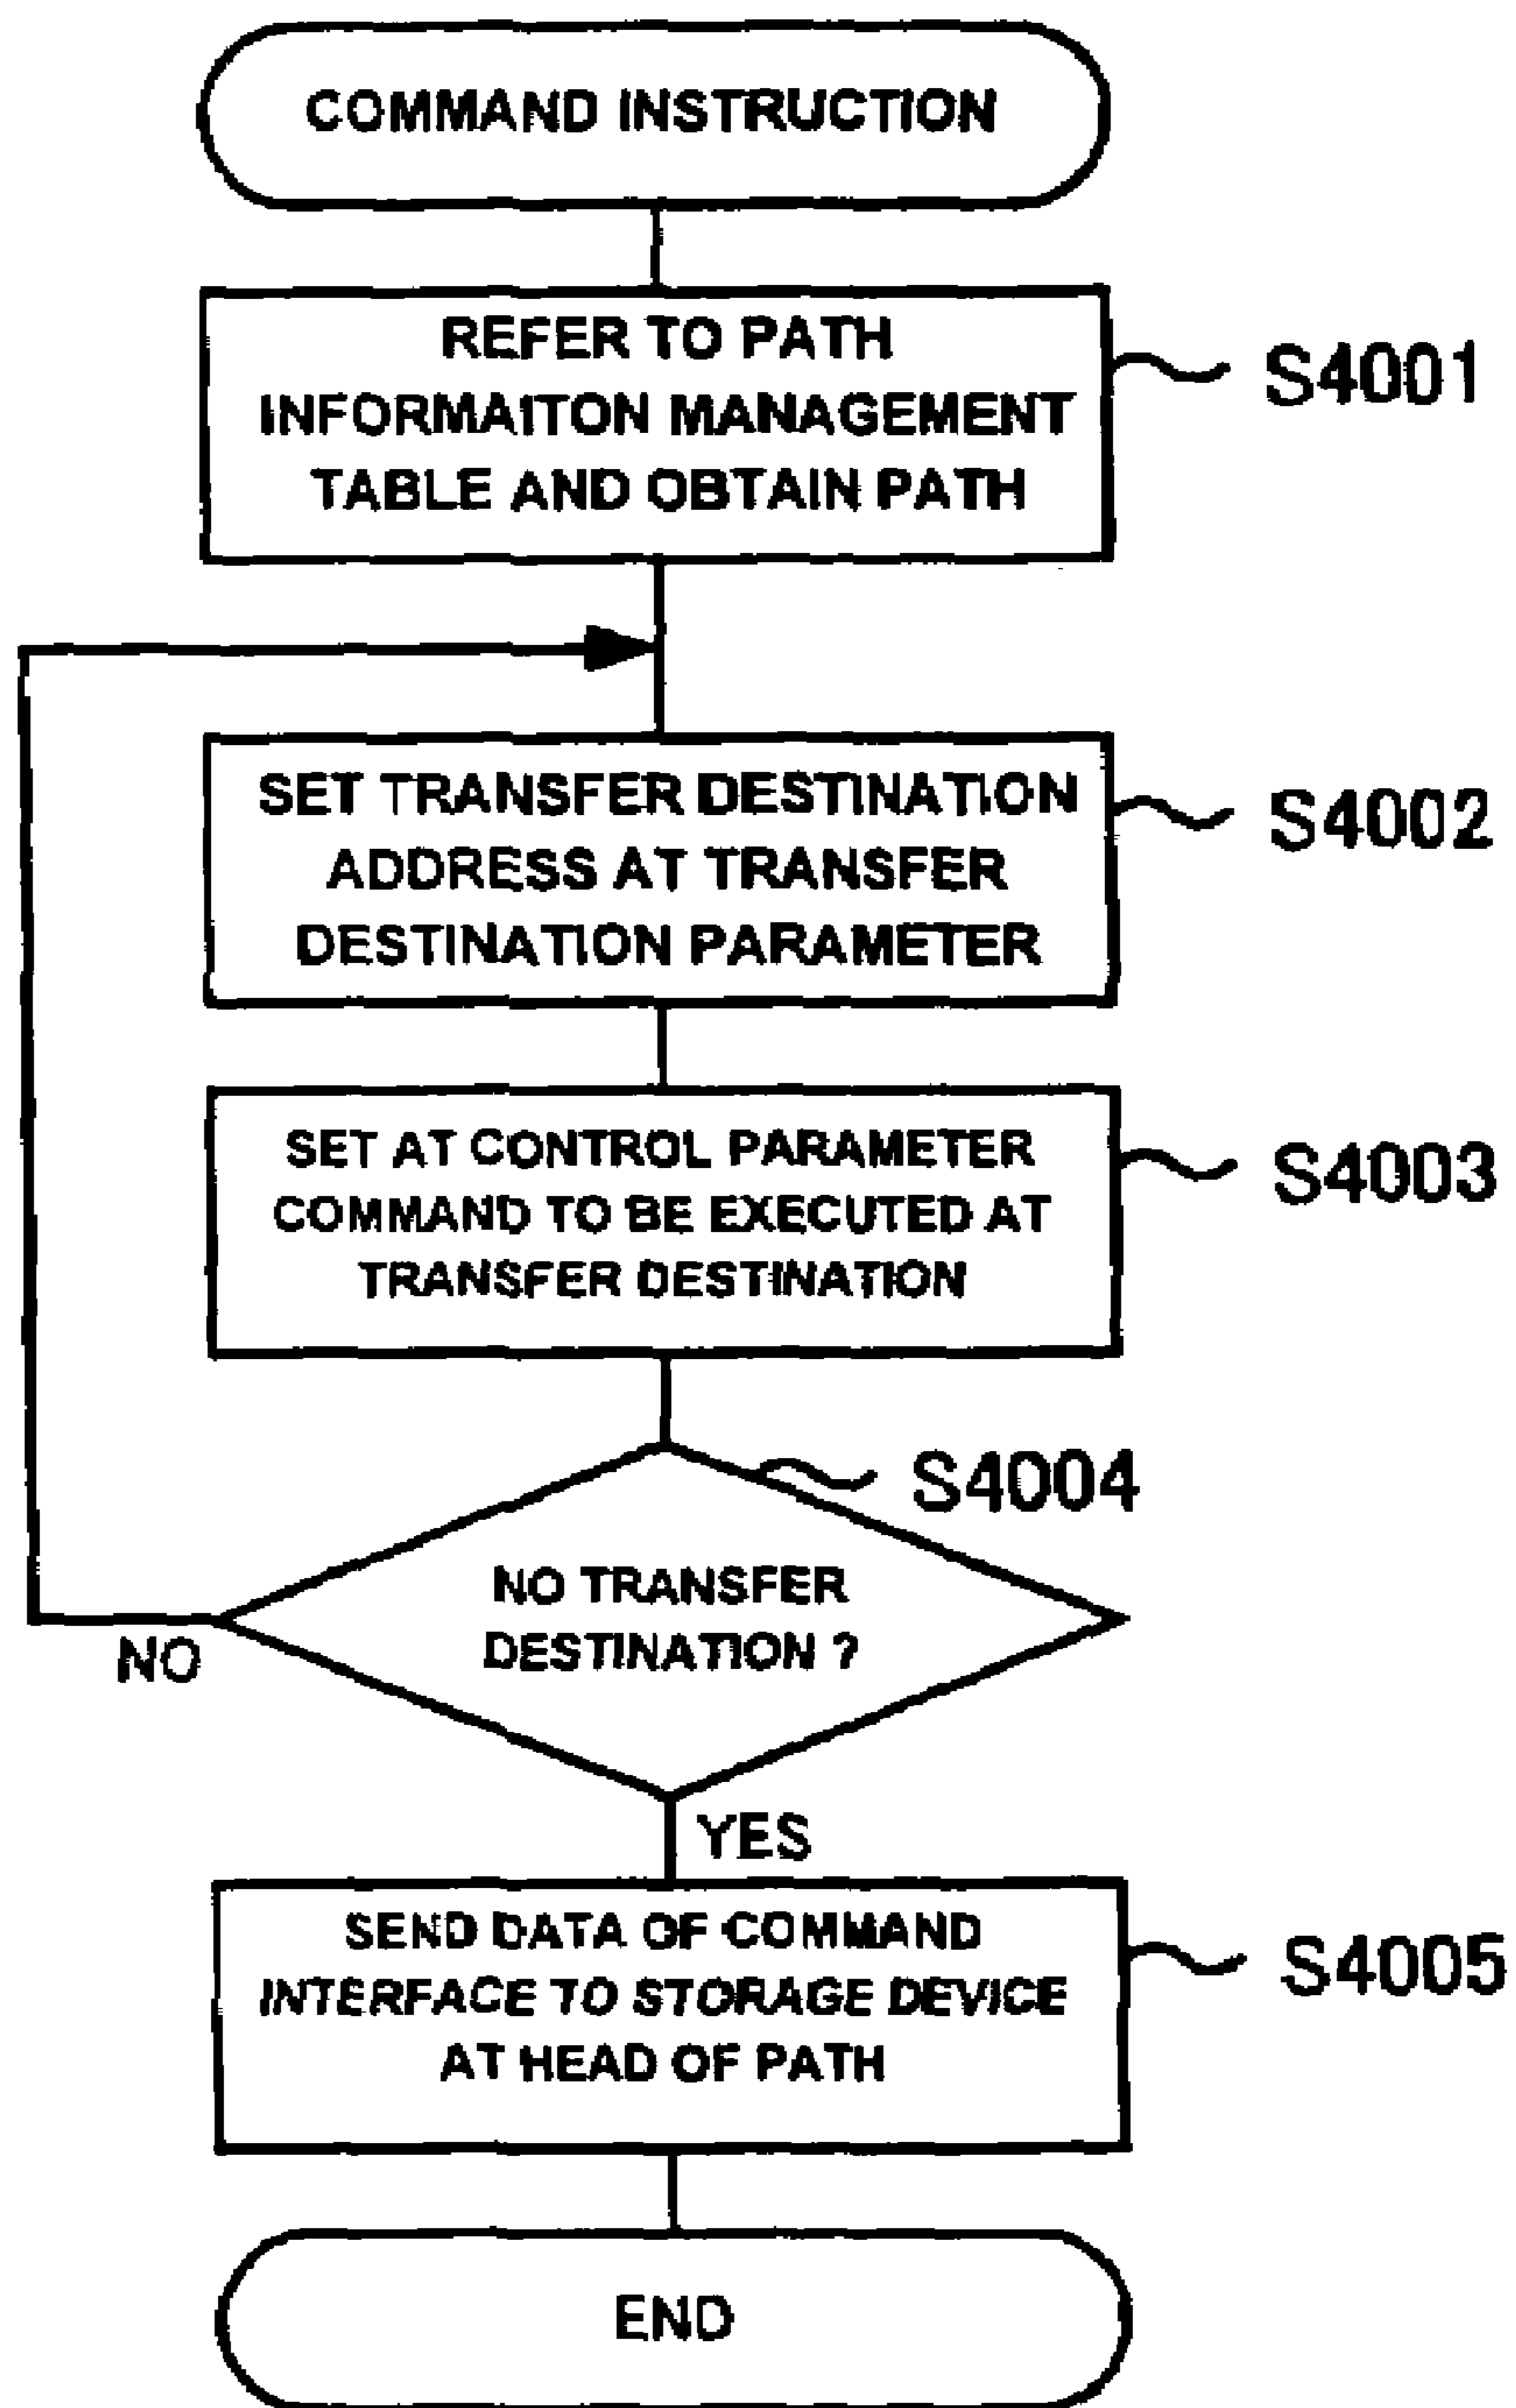 COMMAND INSTRUCTION
REFER TO PATH
INFORMAITON MANAGEMENT
TABLE AND OBTAIN PATH
S4001
SET TRANSFER DESTINATION
ADDRESS AT TRANSFER
DESTINATION PARAMETER
S4002
SET AT CONTROL PARAMETER
COMMAND TO BE EXECUTED AT
TRANSFER DESTINATION
S4003
S4004
NO TRANSFER
DESTINATION ?
NO
YES
SEND DATA OF COMMAND
INTERFACE TO STORAGE DEVICE
AT HEAD OF PATH
S4005
END